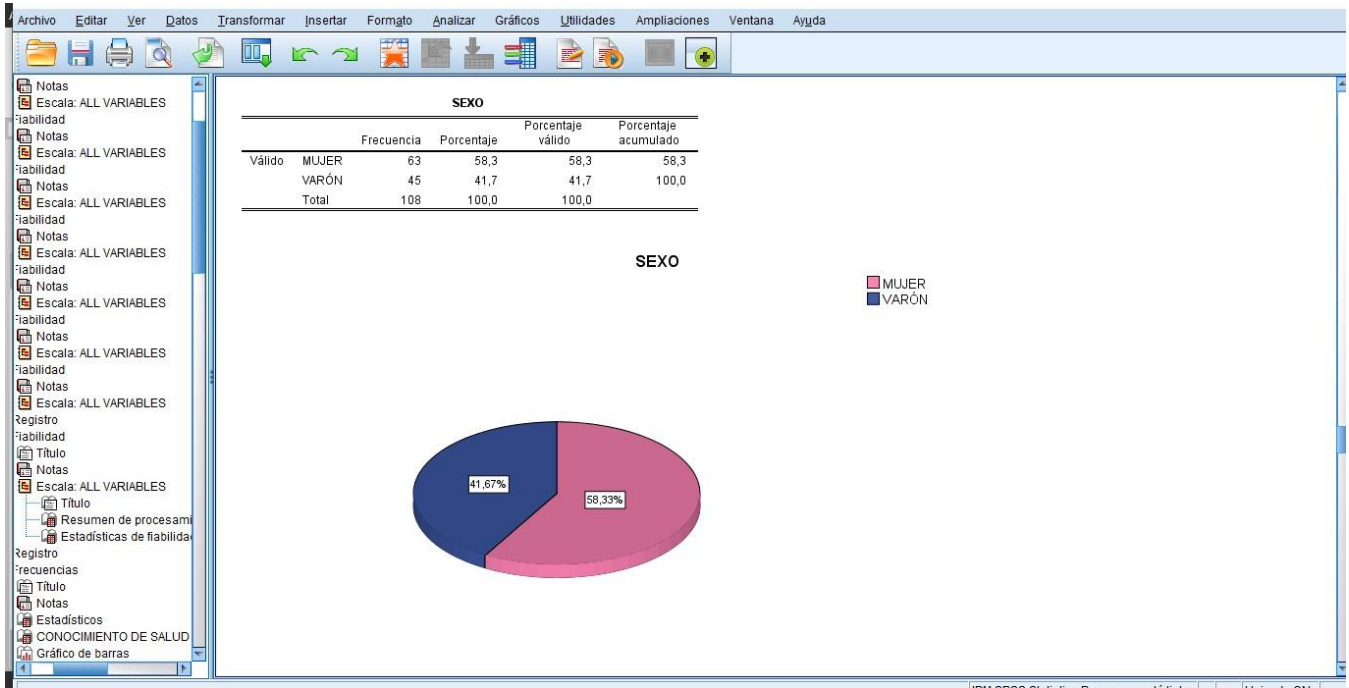 Archivo Editar Ver Datos Transformar Insertar Formato Analizar Gráficos Utilidades Ampliaciones Ventana Ayuda
Notas
Escala: ALL VARIABLES
Fiabilidad
Notas
Escala: ALL VARIABLES
Fiabilidad
Notas
Escala: ALL VARIABLES
Fiabilidad
Notas
Escala: ALL VARIABLES
Fiabilidad
Notas
Escala: ALL VARIABLES
Fiabilidad
Notas
Escala: ALL VARIABLES
Fiabilidad
Notas
Escala: ALL VARIABLES
Registro
Fiabilidad
Título
Notas
Escala: ALL VARIABLES
Título
Resumen de procesami
Estadísticas de fiabilida
Registro
Frecuencias
Título
Notas
Estadísticos
CONOCIMIENTO DE SALUD
Gráfico de barras
SEXO
Frecuencia Porcentaje Porcentaje válido Porcentaje acumulado
Válido MUJER 63 58,3 58,3 58,3
VARÓN 45 41,7 41,7 100,0
Total 108 100,0 100,0
SEXO
MUJER
VARÓN
41,67%
58,33%